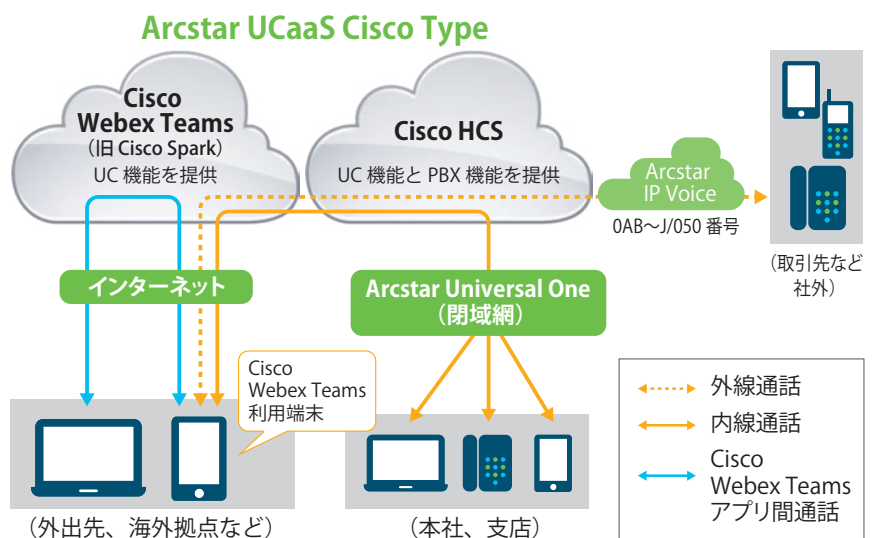 Arcstar UCaaS Cisco Type
Cisco
Webex Teams
（旧 Cisco Spark）
UC 機能を提供
Cisco HCS
UC 機能と PBX 機能を提供
Arcstar
IP Voice
0AB〜J/050 番号
（取引先など
社外）
インターネット
Arcstar Universal One
（閉域網）
Cisco
Webex Teams
利用端末
（外出先、海外拠点など）
（本社、支店）
外線通話
内線通話
Cisco
Webex Teams
アプリ間通話